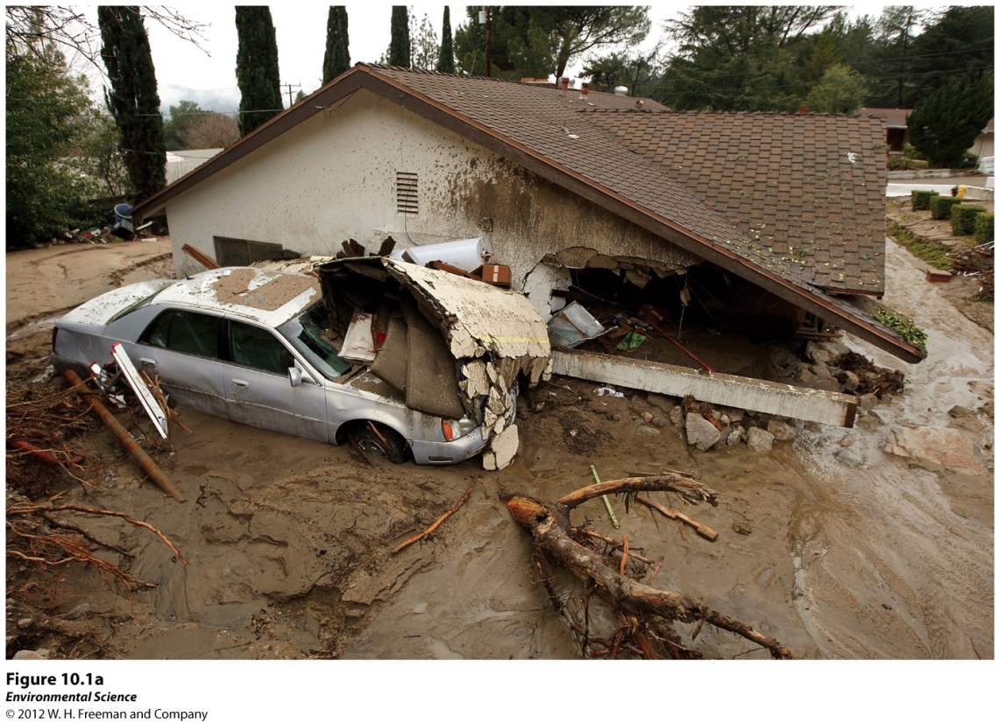 Figure 10.1a
Environmental Science
© 2012 W. H. Freeman and Company